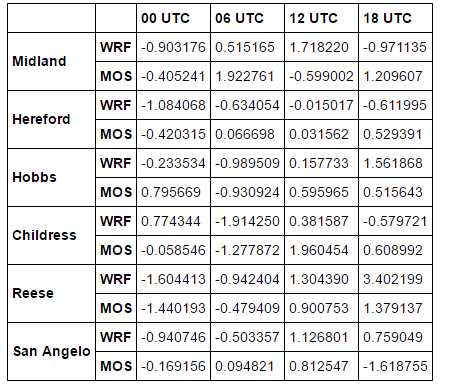 00 UTC 06 UTC 12 UTC 18 UTC
Midland WRF -0.903176 0.515165 1.718220 -0.971135
MOS -0.405241 1.922761 -0.599002 1.209607
Hereford WRF -1.084068 -0.634054 -0.015017 -0.611995
MOS -0.420315 0.066698 0.031562 0.529391
Hobbs WRF -0.233534 -0.989509 0.157733 1.561868
MOS 0.795669 -0.930924 0.595965 0.515643
Childress WRF 0.774344 -1.914250 0.381587 -0.579721
MOS -0.058546 -1.277872 1.960454 0.608992
Reese WRF -1.604413 -0.942404 1.304390 3.402199
MOS -1.440193 -0.479409 0.900753 1.379137
San Angelo WRF -0.940746 -0.503357 1.126801 0.759049
MOS -0.169156 0.094821 0.812547 -1.618755